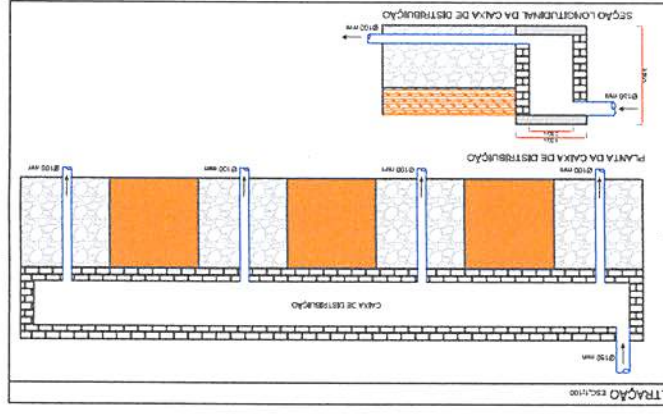 LTRAÇÃO ESC.:1:100
Ø150 mm
CAIXA DE DISTRIBUIÇÃO
Ø100 mm Ø100 mm Ø100 mm Ø100 mm
PLANTA DA CAIXA DE DISTRIBUIÇÃO
Ø150 mm
Ø100 mm
SEÇÃO LONGITUDINAL DA CAIXA DE DISTRIBUIÇÃO